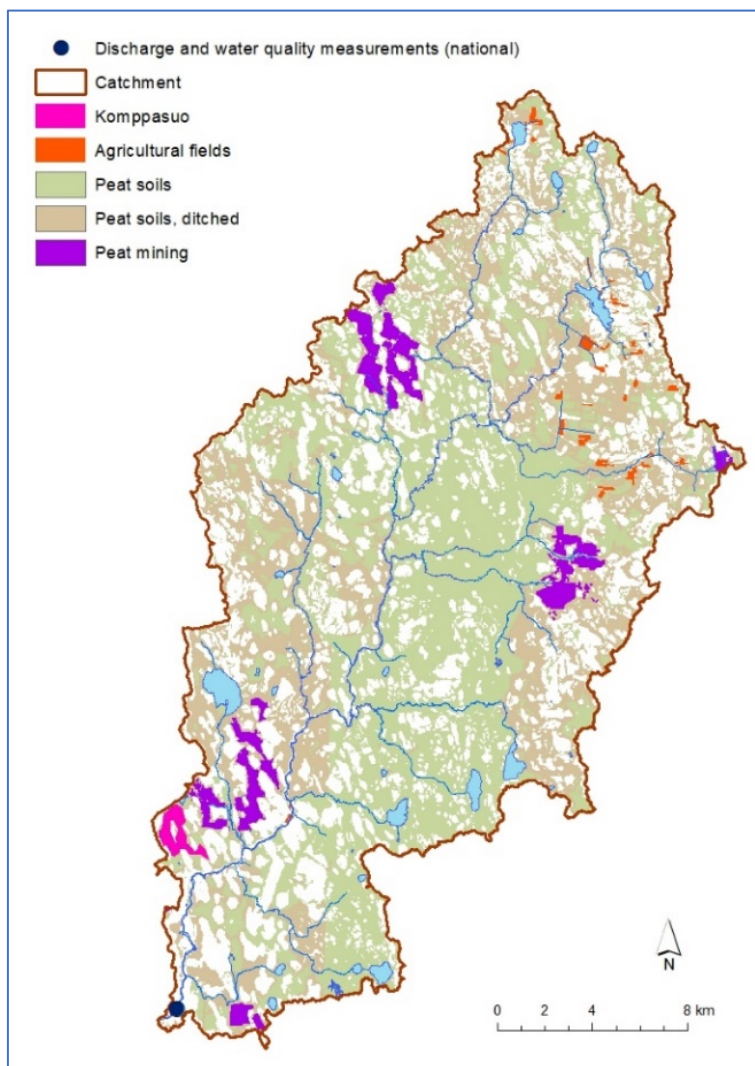 Discharge and water quality measurements (national)
Catchment
Komppasuo
Agricultural fields
Peat soils
Peat soils, ditched
Peat mining
N
0 2 4 8 km